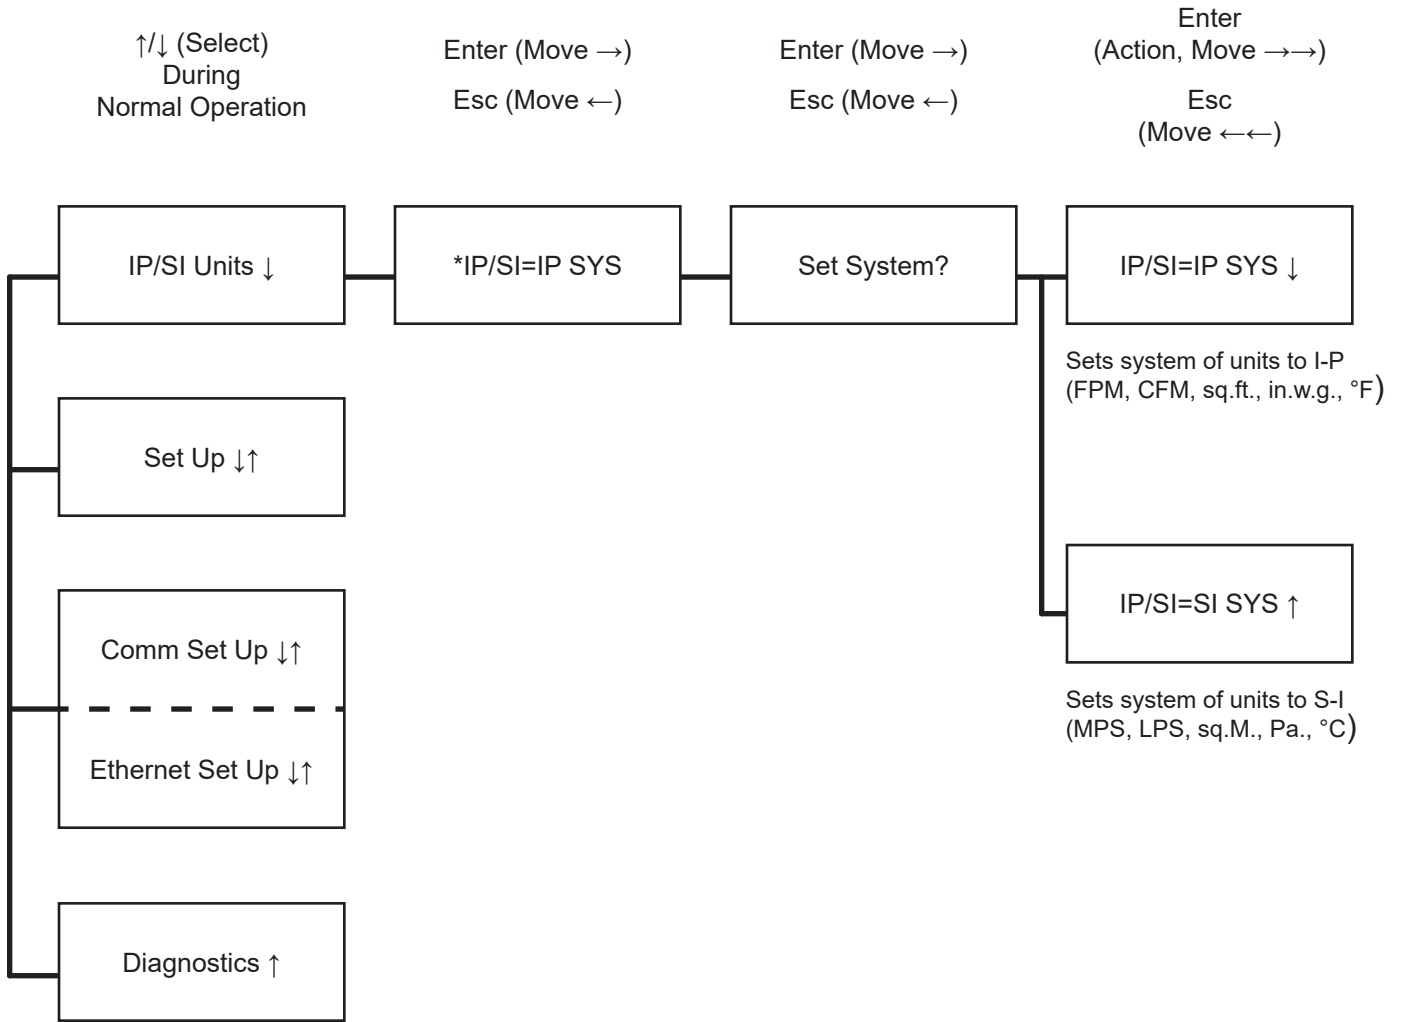 ↑/↓ (Select)
During
Normal Operation
Enter (Move →)
Esc (Move ←)
Enter (Move →)
Esc (Move ←)
Enter
(Action, Move →→)
Esc
(Move ←←)
IP/SI Units ↓
*IP/SI=IP SYS
Set System?
IP/SI=IP SYS ↓
Sets system of units to I-P
(FPM, CFM, sq.ft., in.w.g., °F)
Set Up ↓↑
Comm Set Up ↓↑
Ethernet Set Up ↓↑
IP/SI=SI SYS ↑
Sets system of units to S-I
(MPS, LPS, sq.M., Pa., °C)
Diagnostics ↑